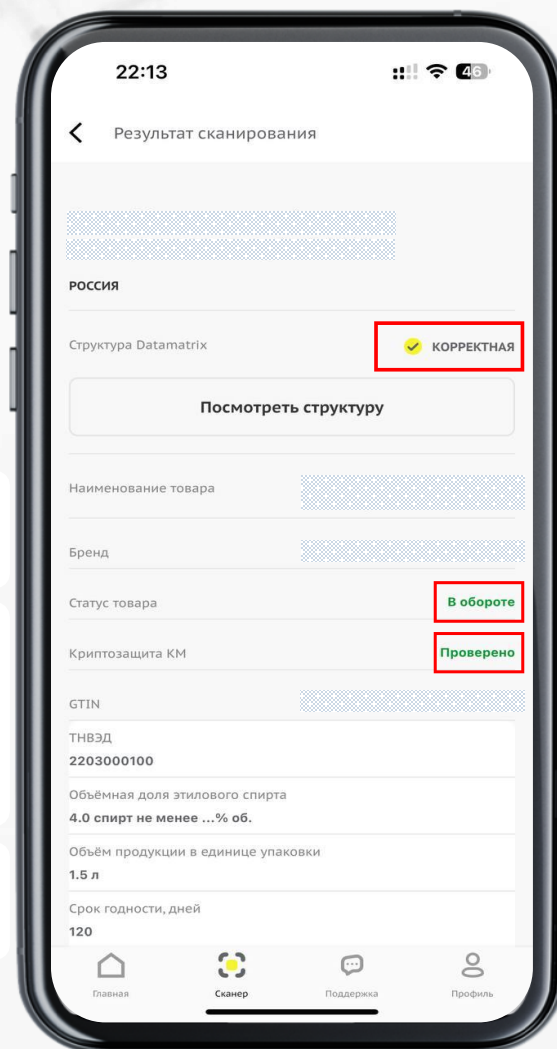 22:13
46
Результат сканирования
РОССИЯ
Структура Datamatrix
КОРРЕКТНАЯ
Посмотреть структуру
Наименование товара
Бренд
Статус товара
В обороте
Криптозащита КМ
Проверено
GTIN
ТНВЭД
2203000100
Объёмная доля этилового спирта
4.0 спирт не менее ...% об.
Объём продукции в единице упаковки
1.5 л
Срок годности, дней
120
Главная
Сканер
Поддержка
Профиль